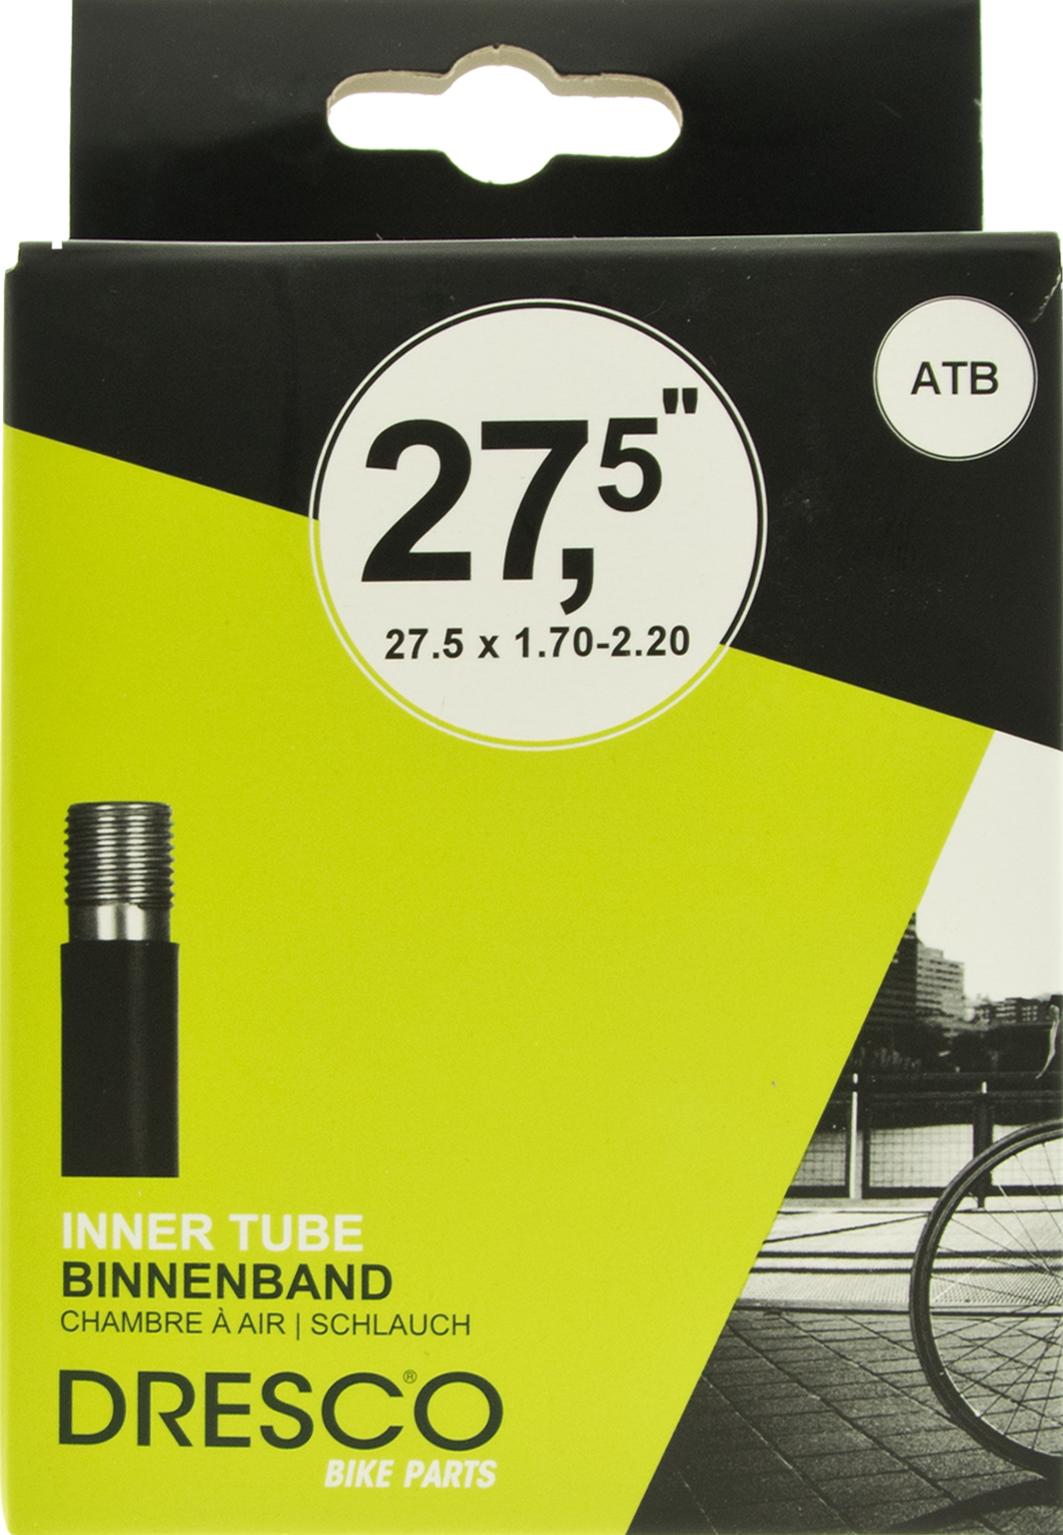 ATB
27,5"
27.5 x 1.70-2.20
INNER TUBE
BINNENBAND
CHAMBRE À AIR | SCHLAUCH
DRESCO®
BIKE PARTS